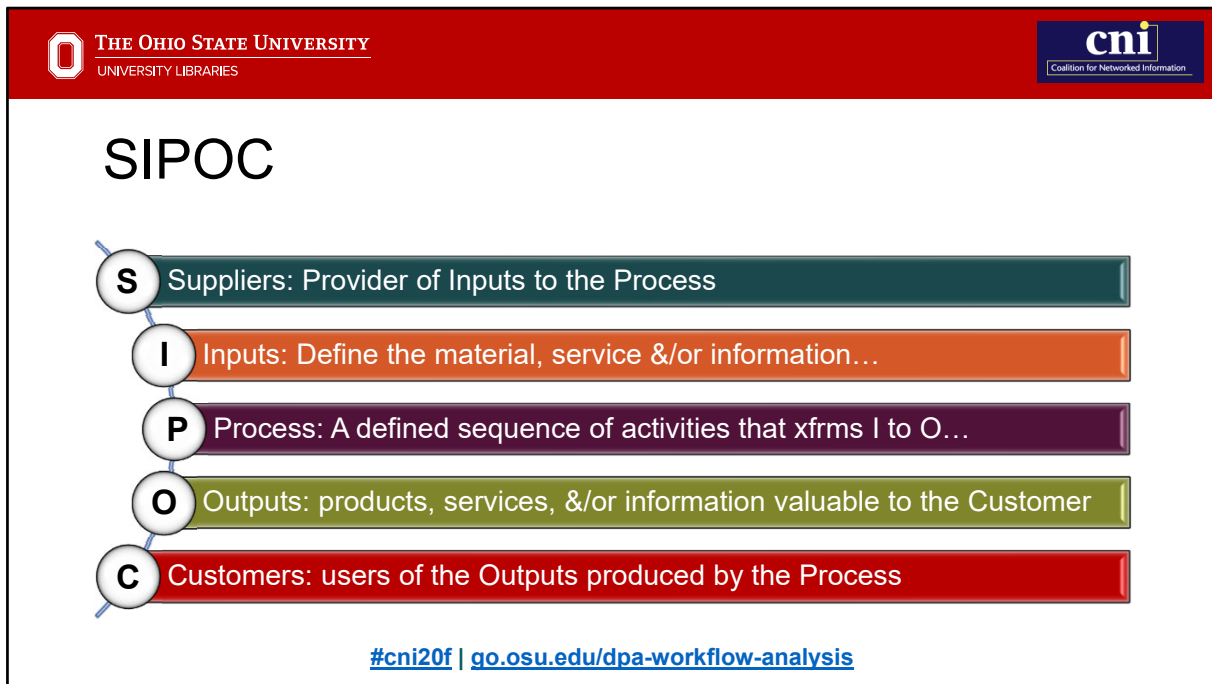 THE OHIO STATE UNIVERSITY
UNIVERSITY LIBRARIES
cni
Coalition for Networked Information
SIPOC
S Suppliers: Provider of Inputs to the Process
I Inputs: Define the material, service &/or information…
P Process: A defined sequence of activities that xfrms I to O…
O Outputs: products, services, &/or information valuable to the Customer
C Customers: users of the Outputs produced by the Process
#cni20f | go.osu.edu/dpa-workflow-analysis